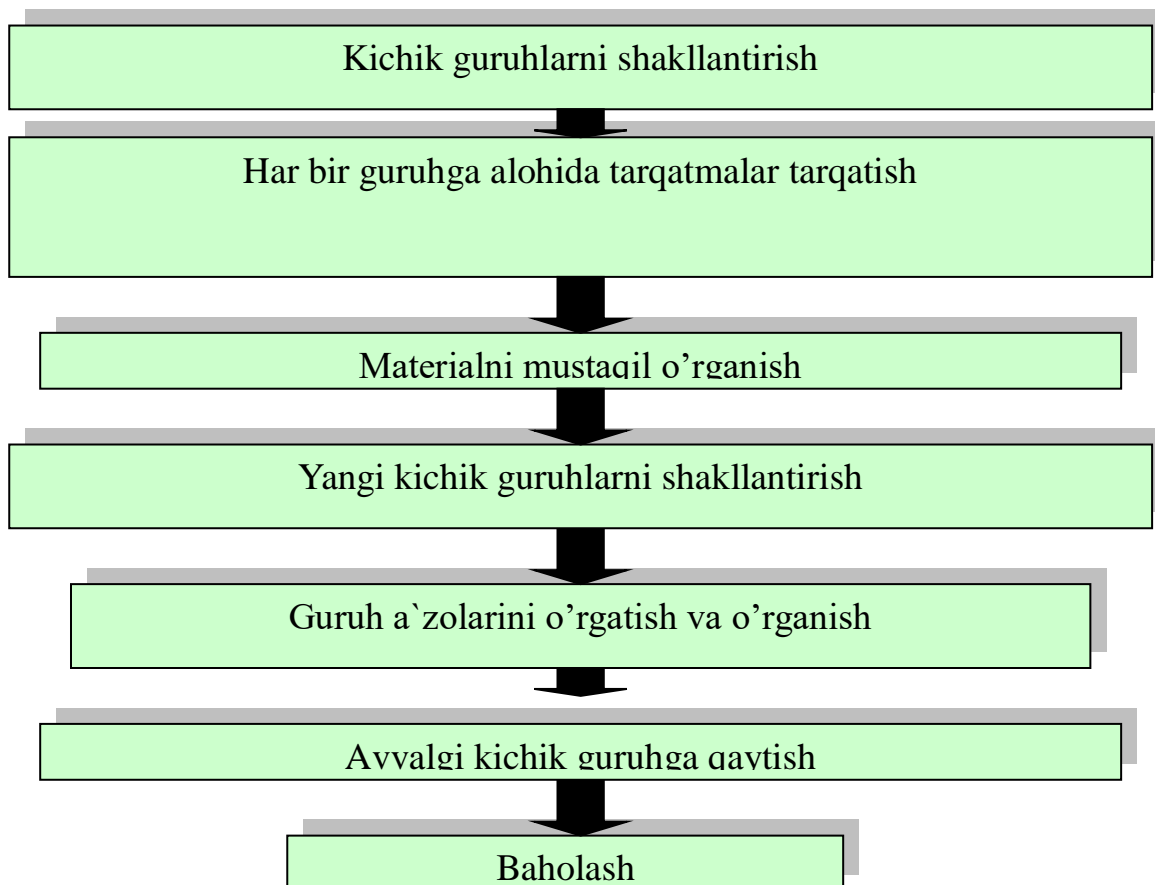 Kichik guruhlarni shakllantirish
Har bir guruhga alohida tarqatmalar tarqatish
Materialni mustaqil o’rganish
Yangi kichik guruhlarni shakllantirish
Guruh a`zolarini o’rgatish va o’rganish
Avvalgi kichik guruhga qaytish
Baholash